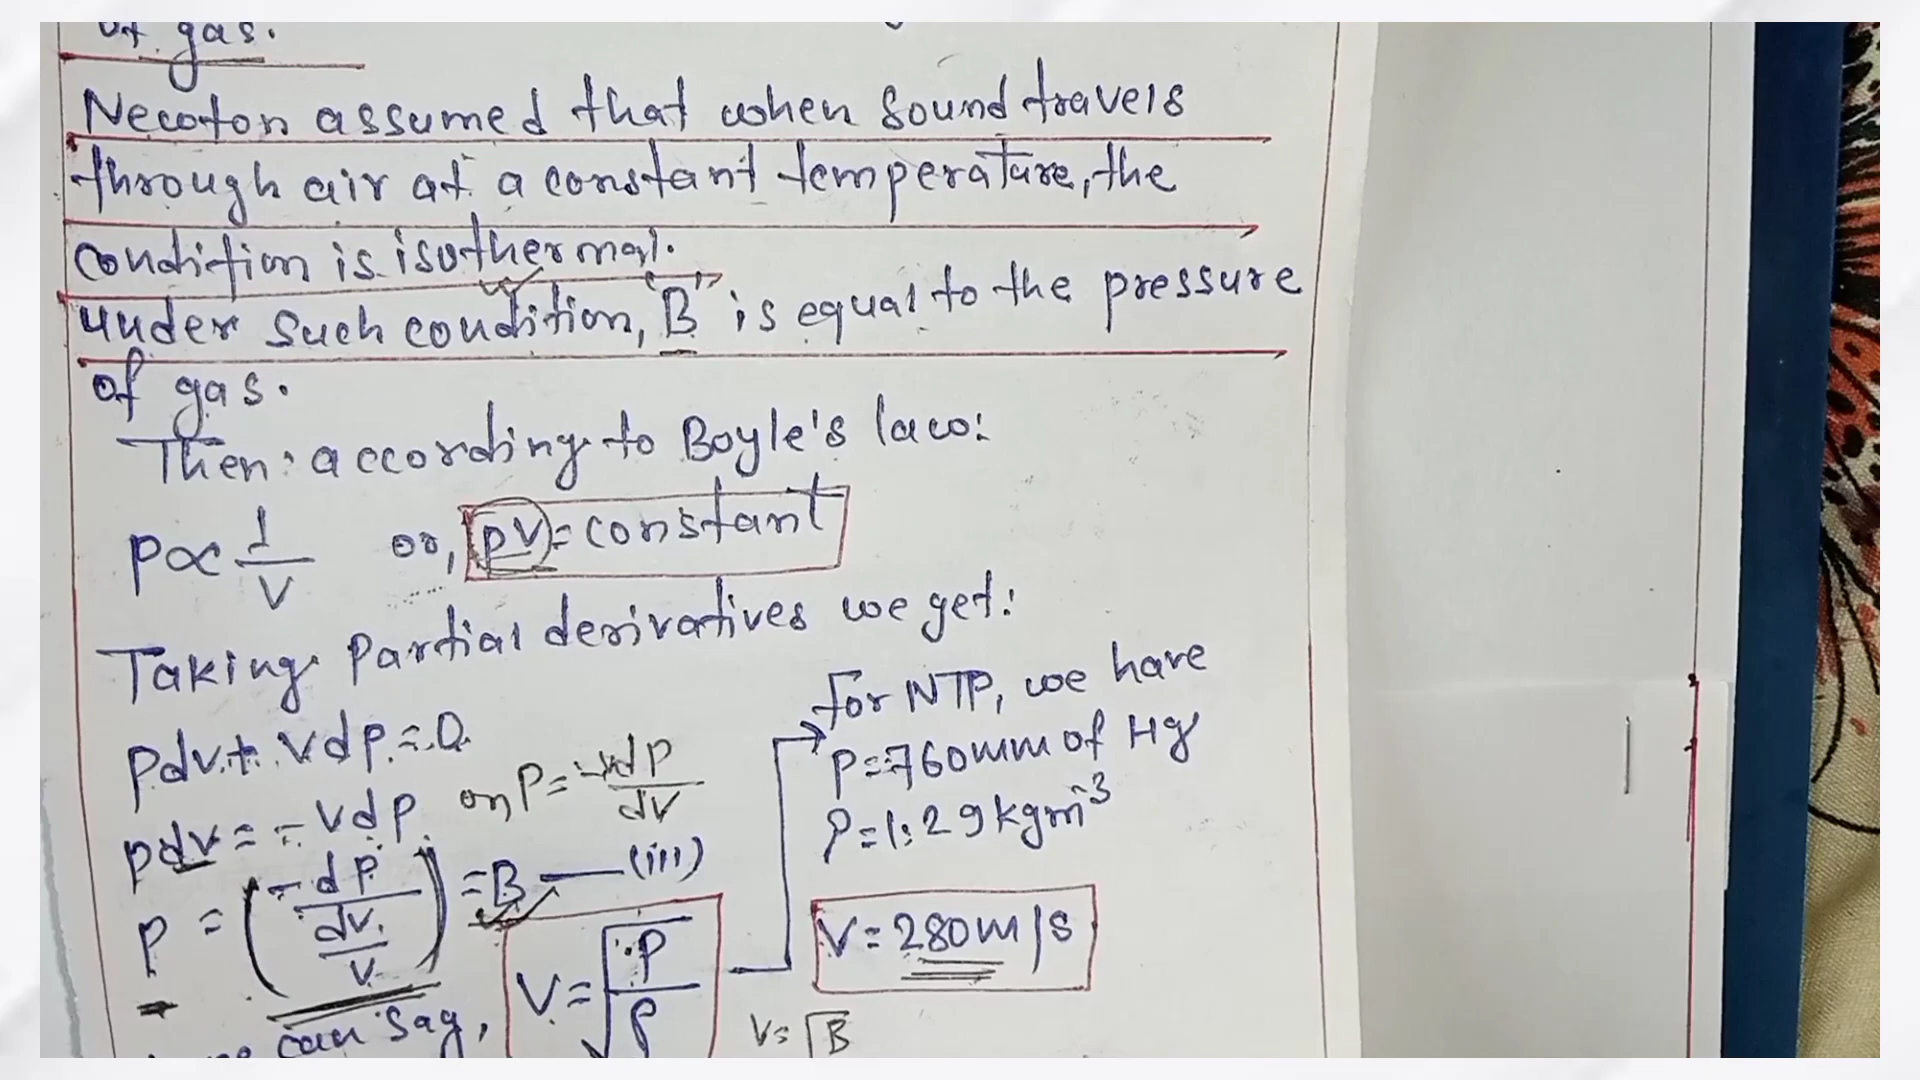 of gas.
Newton assumed that when sound travels
through air at a constant temperature, the
condition is isothermal.
under such condition, "B" is equal to the pressure
of gas.
Then: according to Boyle's law:
P∝ 1/V or, PV = constant
Taking partial derivatives we get:
Pdv + Vdp = 0
Pdv = - Vdp or, P = -Vdp/dV
P = (-dP/(dV/V)) = B — (iii)
can say, V = √(P/ρ)
For NTP, we have
P = 760mm of Hg
ρ = 1.29 kgm⁻³
V = 280m/s
V = √B